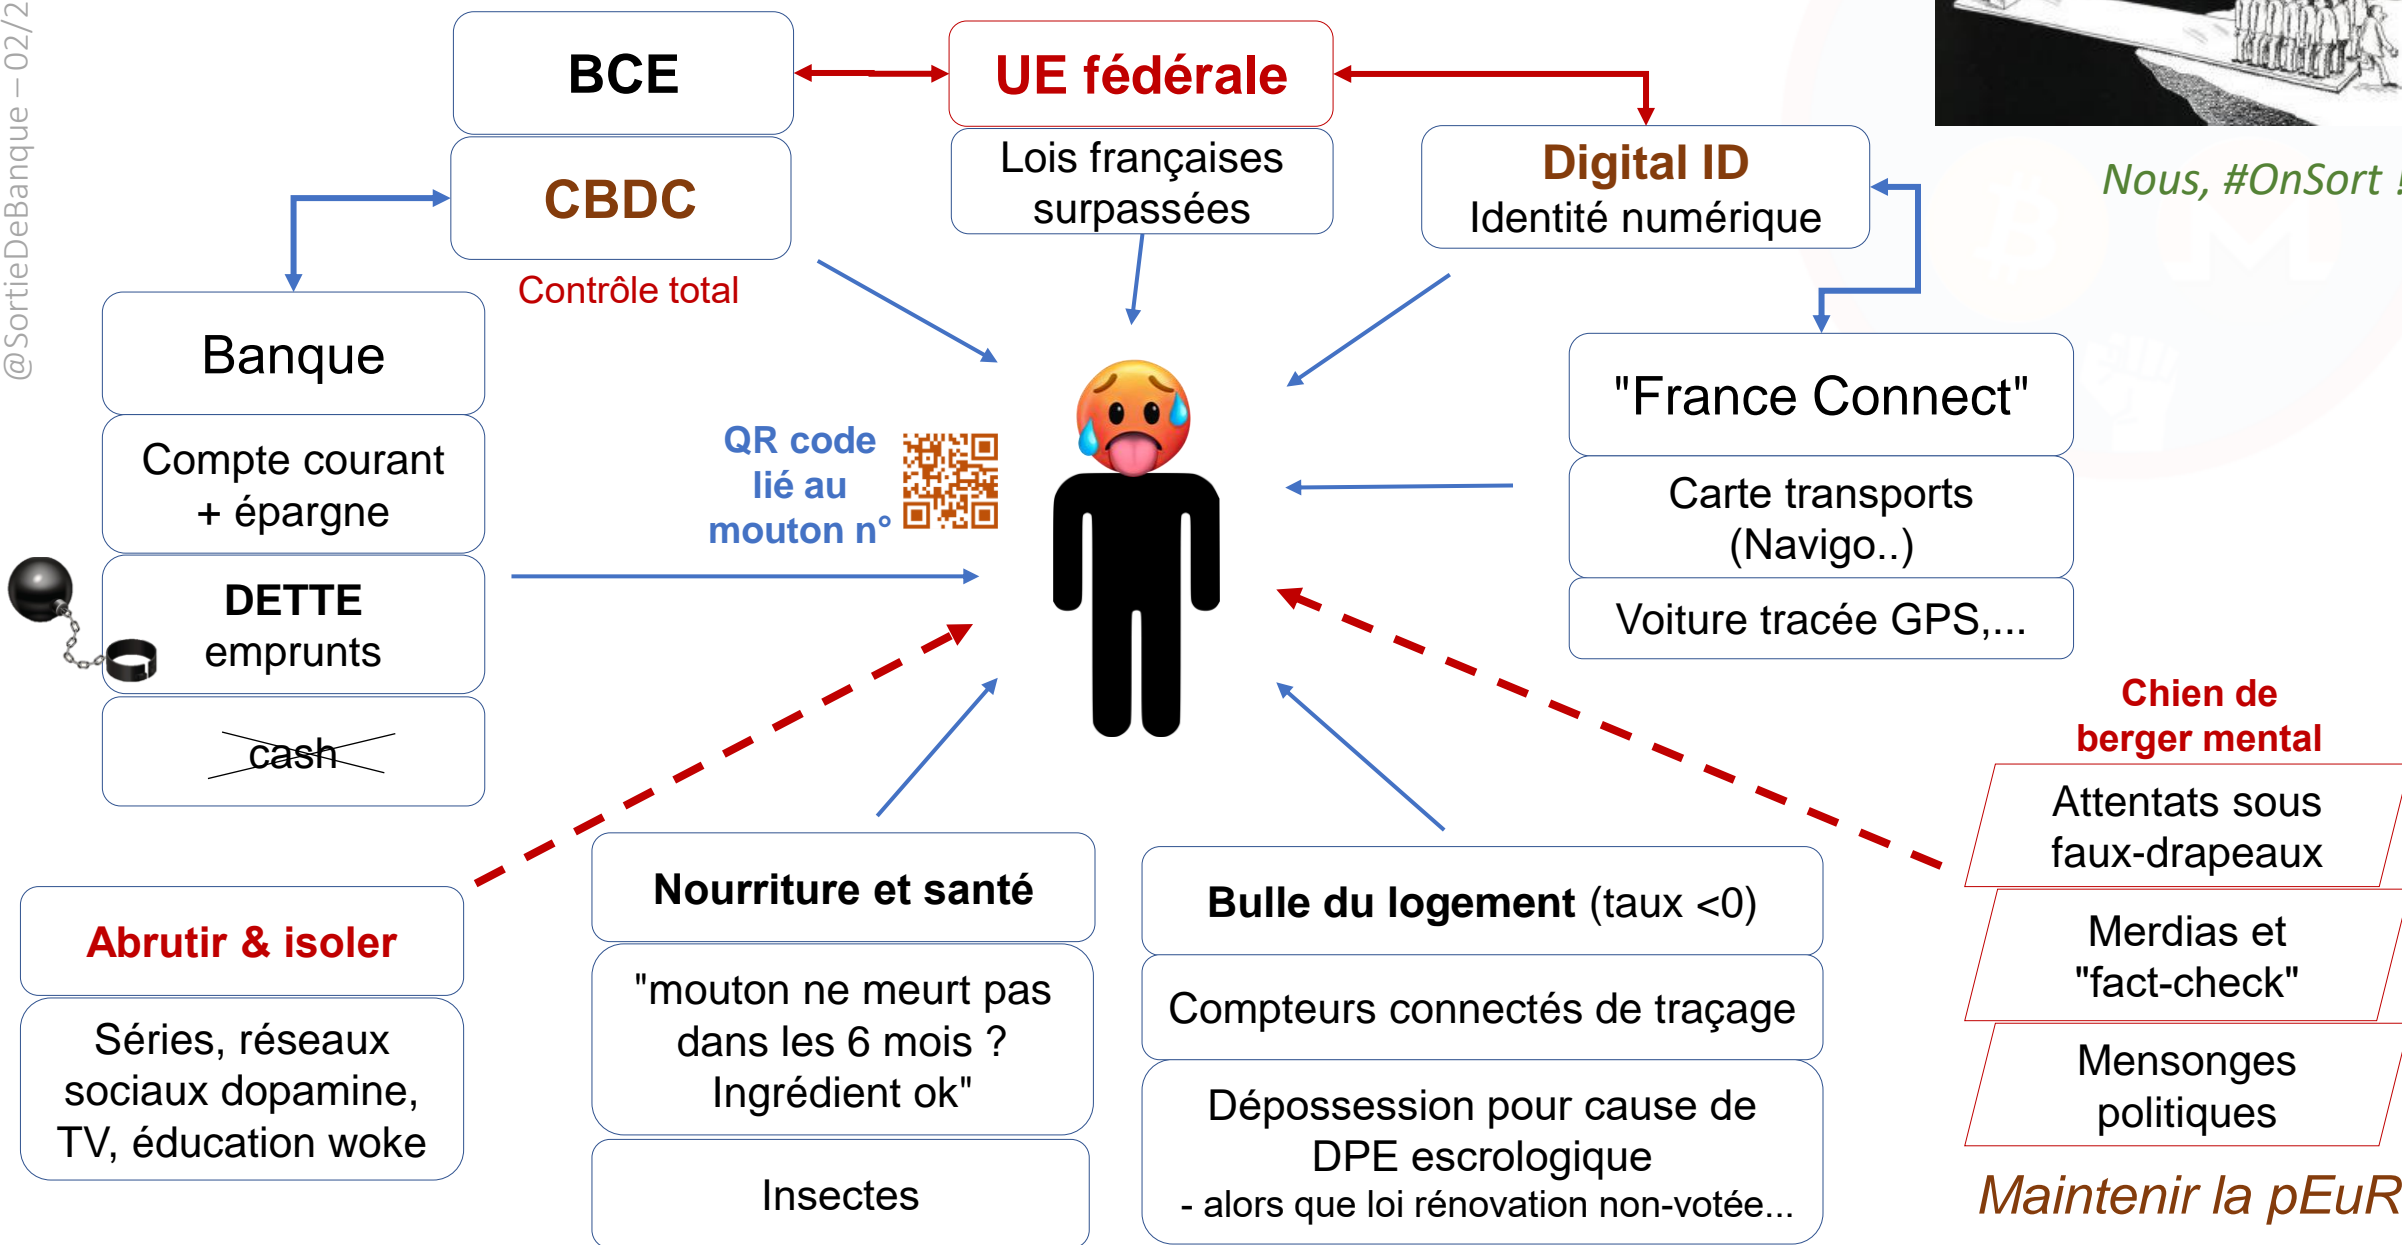 @SortieDeBanque – 02/2
BCE
UE fédérale
CBDC
Lois françaises
surpassées
Digital ID
Identité numérique
Nous, #OnSort !
Contrôle total
Banque
Compte courant
+ épargne
DETTE
emprunts
cash
QR code
lié au
mouton n°
"France Connect"
Carte transports
(Navigo..)
Voiture tracée GPS,...
Chien de
berger mental
Attentats sous
faux-drapeaux
Merdias et
"fact-check"
Mensonges
politiques
Maintenir la pEuR
Abrutir & isoler
Séries, réseaux
sociaux dopamine,
TV, éducation woke
Nourriture et santé
"mouton ne meurt pas
dans les 6 mois ?
Ingrédient ok"
Insectes
Bulle du logement (taux <0)
Compteurs connectés de traçage
Dépossession pour cause de
DPE escrologique
- alors que loi rénovation non-votée...